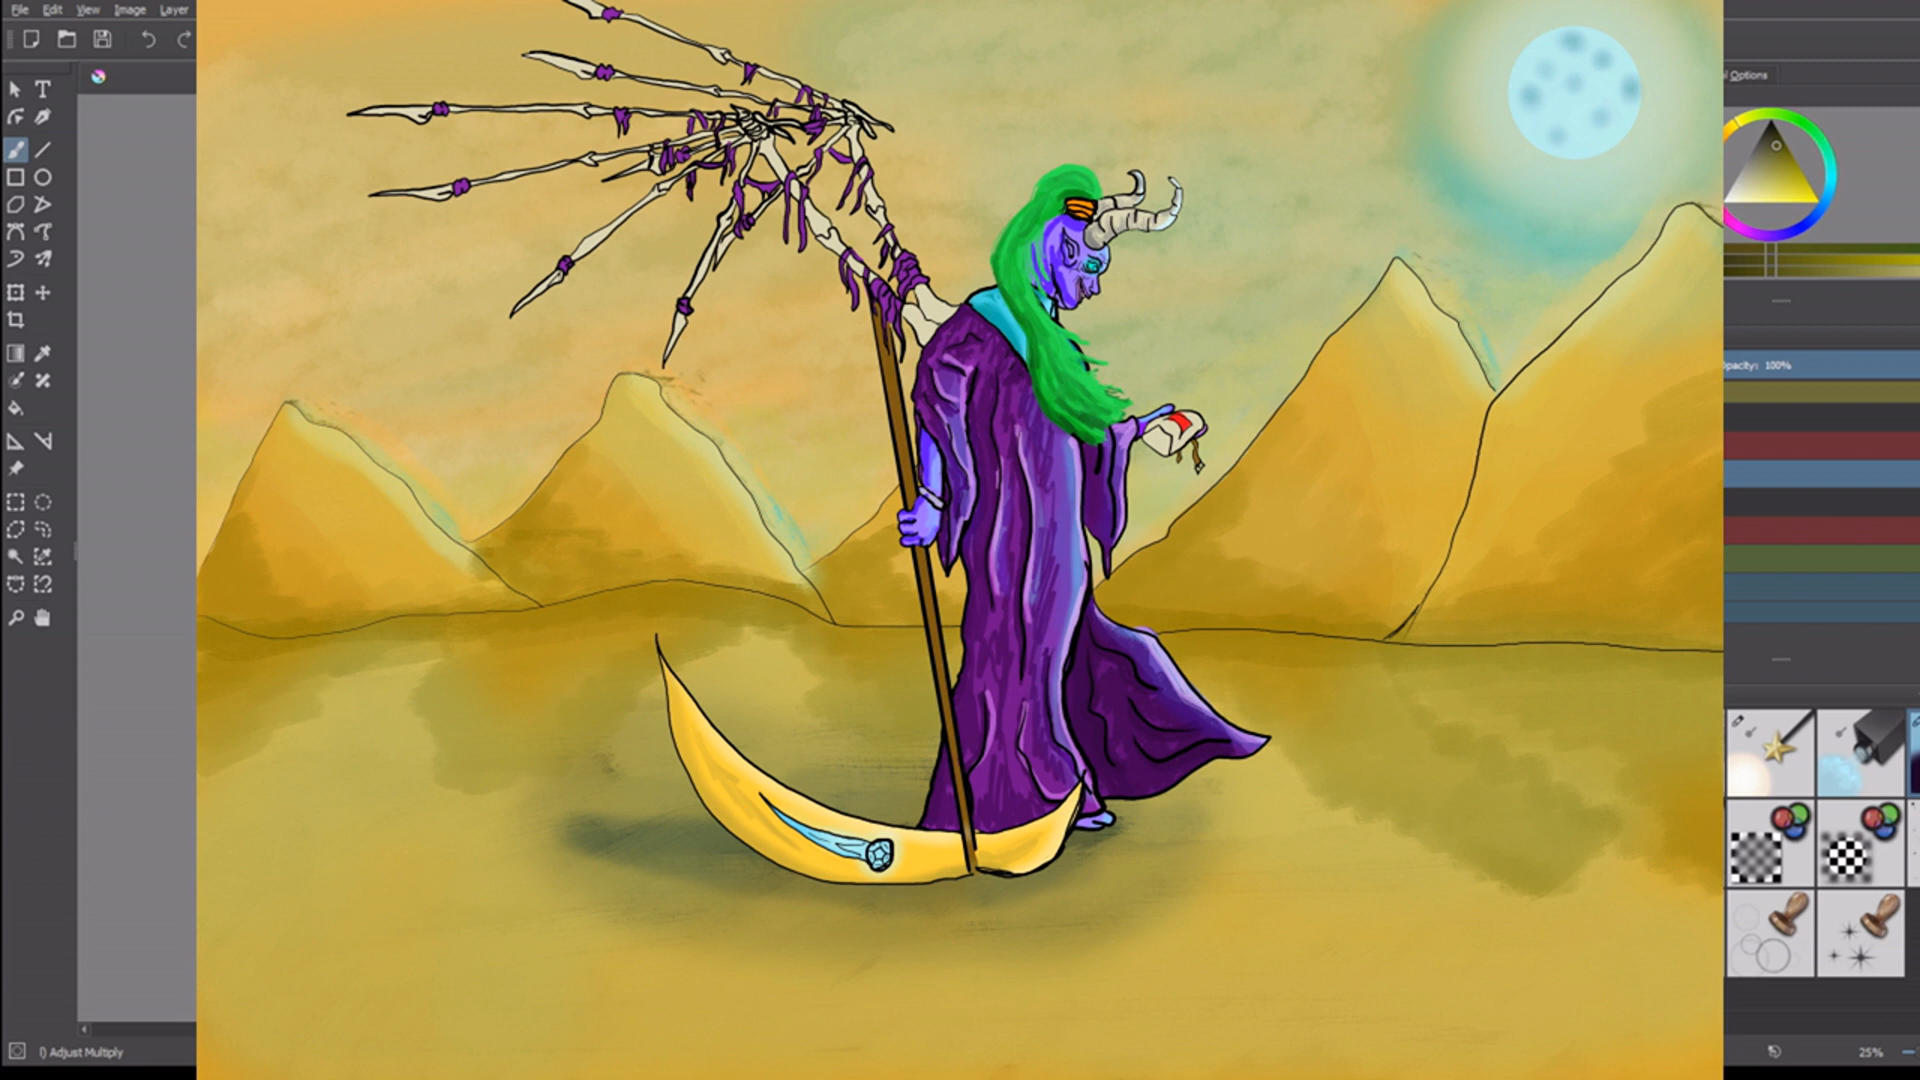 File Edit View Image Layer
l Options
Opacity: 100%
l) Adjust Multiply
25%